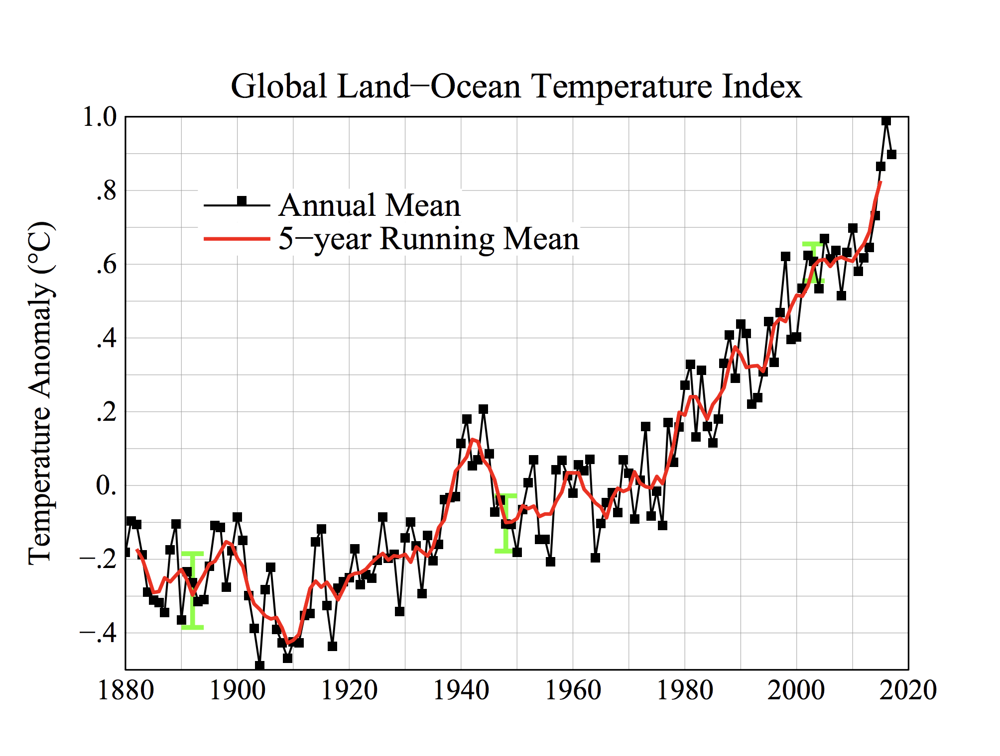 Global Land−Ocean Temperature Index
1.0
.8
.6
.4
.2
0.
−.2
−.4
Temperature Anomaly (°C)
Annual Mean
5−year Running Mean
1880 1900 1920 1940 1960 1980 2000 2020